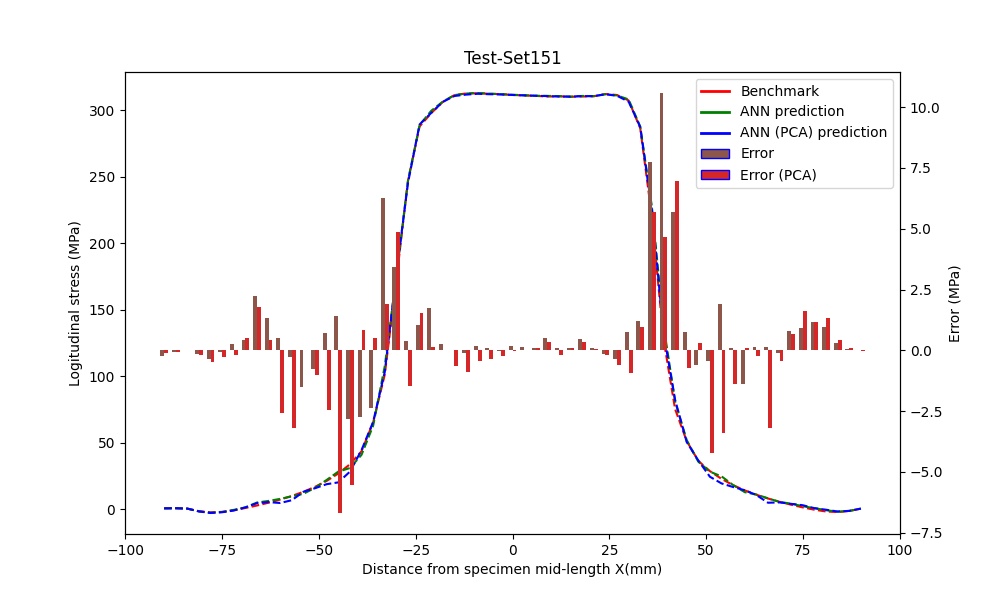 Test-Set151
Benchmark
ANN prediction
ANN (PCA) prediction
Error
Error (PCA)
300
250
200
150
100
50
0
Logitudinal stress (MPa)
10.0
7.5
5.0
2.5
0.0
−2.5
−5.0
−7.5
Error (MPa)
−100 −75 −50 −25 0 25 50 75 100
Distance from specimen mid-length X(mm)